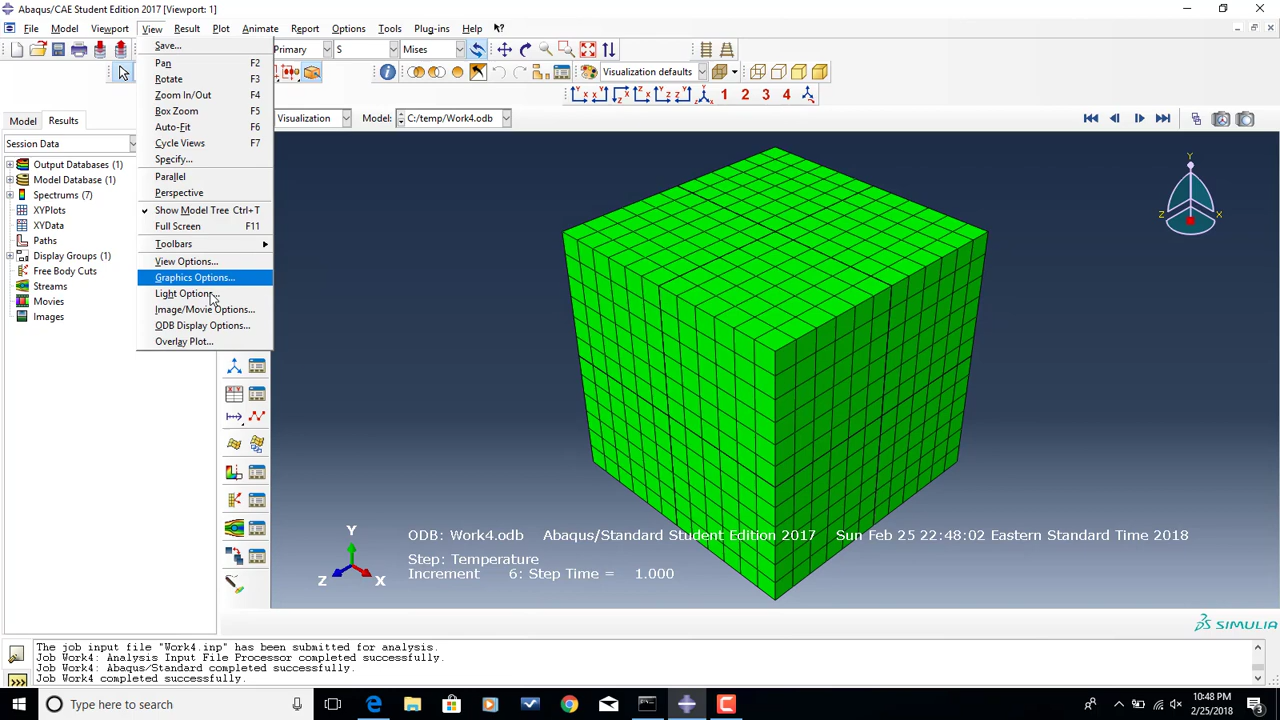 Abaqus/CAE Student Edition 2017 - [Viewport: 1]
File Model Viewport View Result Plot Animate Report Options Tools Plug-ins Help
Primary S Mises
Visualization defaults
1 2 3 4
Visualization Model: C:/temp/Work4.odb
Model Results
Session Data
Output Databases (1)
Model Database (1)
Spectrums (7)
XYPlots
XYData
Paths
Display Groups (1)
Free Body Cuts
Streams
Movies
Images
Save...
Pan F2
Rotate F3
Zoom In/Out F4
Box Zoom F5
Auto-Fit F6
Cycle Views F7
Specify...
Parallel
Perspective
Show Model Tree Ctrl+T
Full Screen F11
Toolbars
View Options...
Graphics Options...
Light Options...
Image/Movie Options...
ODB Display Options...
Overlay Plot...
Y
Z X
Y
Z X
ODB: Work4.odb Abaqus/Standard Student Edition 2017 Sun Feb 25 22:48:02 Eastern Standard Time 2018
Step: Temperature
Increment 6: Step Time = 1.000
SIMULIA
The job input file "Work4.inp" has been submitted for analysis.
Job Work4: Analysis Input File Processor completed successfully.
Job Work4: Abaqus/Standard completed successfully.
Job Work4 completed successfully.
Type here to search
10:48 PM
2/25/2018